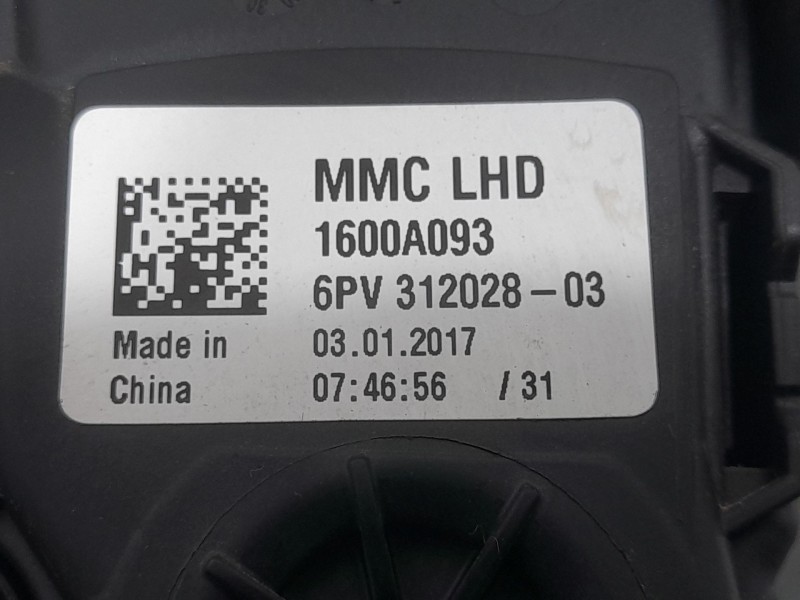 MMC LHD
1600A093
6PV 312028-03
Made in 03.01.2017
China 07:46:56 /31